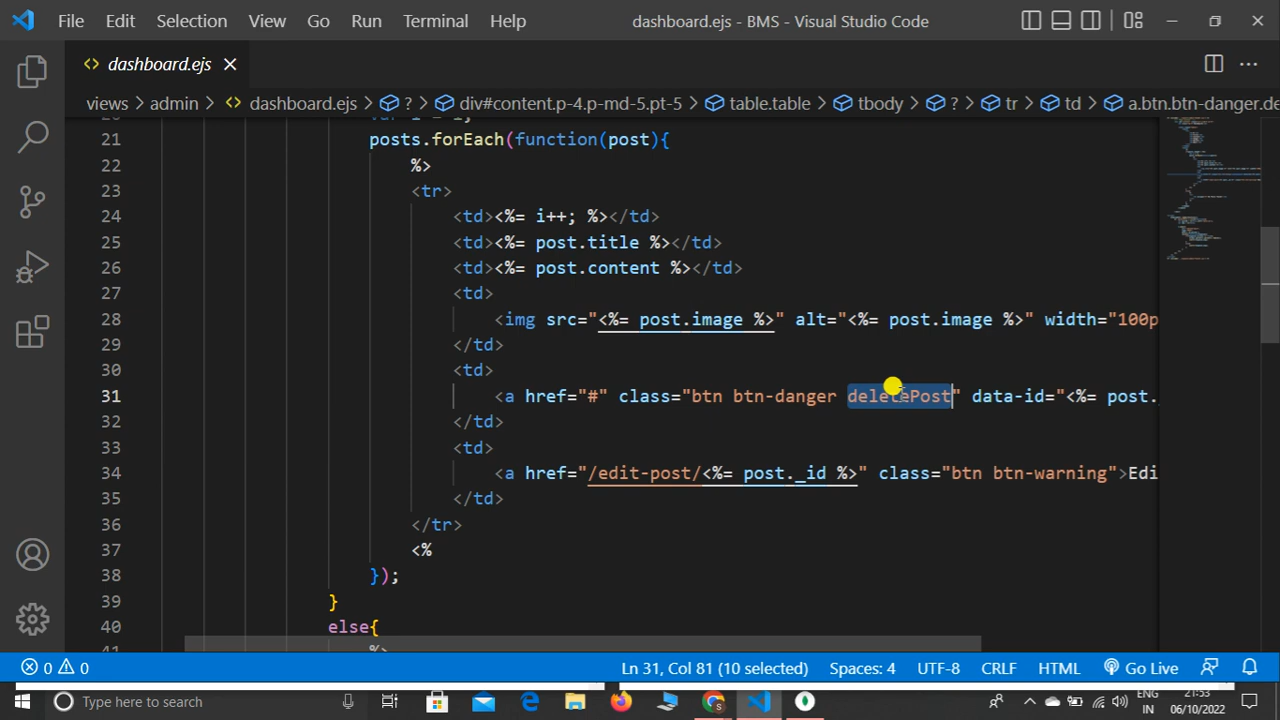 File Edit Selection View Go Run Terminal Help dashboard.ejs - BMS - Visual Studio Code
dashboard.ejs
views > admin > dashboard.ejs > ? > div#content.p-4.p-md-5.pt-5 > table.table > tbody > ? > tr > td > a.btn.btn-danger.de
21 posts.forEach(function(post){
22 %>
23 <tr>
24 <td><%= i++; %></td>
25 <td><%= post.title %></td>
26 <td><%= post.content %></td>
27 <td>
28 <img src="<%= post.image %>" alt="<%= post.image %>" width="100p
29 </td>
30 <td>
31 <a href="#" class="btn btn-danger deletePost" data-id="<%= post.
32 </td>
33 <td>
34 <a href="/edit-post/<%= post._id %>" class="btn btn-warning">Edi
35 </td>
36 </tr>
37 <%
38 });
39 }
40 else{
0 0 Ln 31, Col 81 (10 selected) Spaces: 4 UTF-8 CRLF HTML Go Live
Type here to search
ENG
IN
21:53
06/10/2022